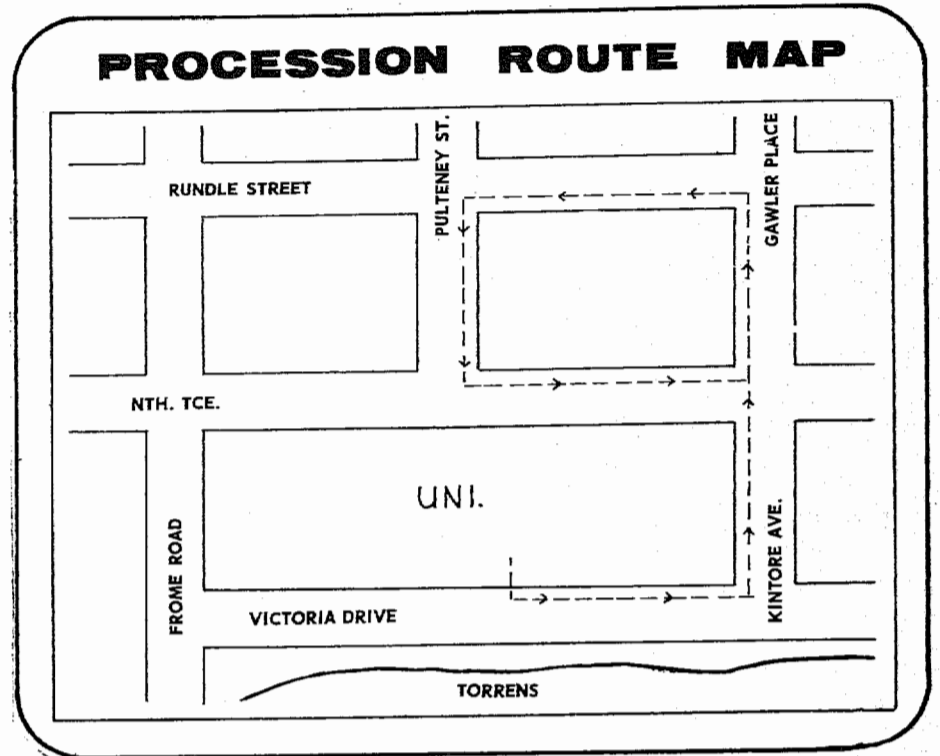 PROCESSION ROUTE MAP
PULTENEY ST.
GAWLER PLACE
RUNDLE STREET
NTH. TCE.
UNI.
FROME ROAD
KINTORE AVE.
VICTORIA DRIVE
TORRENS